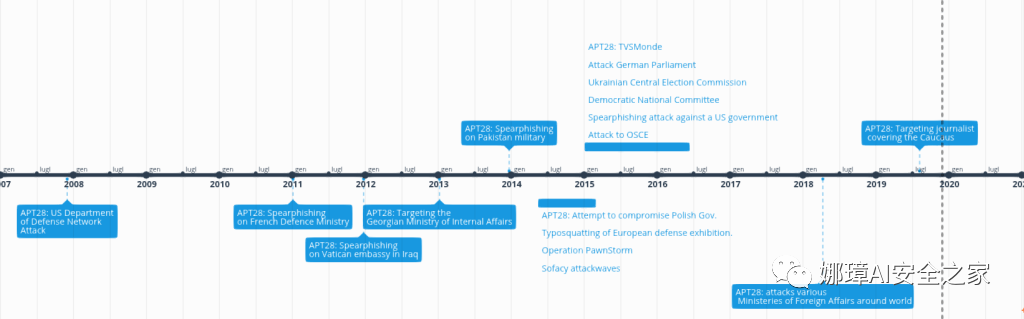 APT28: TVSMonde
Attack German Parliament
Ukrainian Central Election Commission
Democratic National Committee
Spearphishing attack against a US government
Attack to OSCE
APT28: Spearphishing
on Pakistan military
APT28: Targeting journalist
covering the Caucius
gen lugl gen lugl gen lugl gen lugl gen lugl gen lugl gen lugl gen lugl gen lugl gen lugl gen lugl gen lugl gen lugl gen lugl
07 2008 2009 2010 2011 2012 2013 2014 2015 2016 2017 2018 2019 2020 202
APT28: US Department
of Defense Network
Attack
APT28: Spearphishing
on French Defence Ministry
APT28: Targeting the
Georgian Ministry of Internal Affairs
APT28: Spearphishing
on Vatican embassy in Iraq
APT28: Attempt to compromise Polish Gov.
Typosquatting of European defense exhibition.
Operation PawnStorm
Sofacy attackwaves
APT28: attacks various
Ministeries of Foreign Affairs around world
娜璋AI安全之家